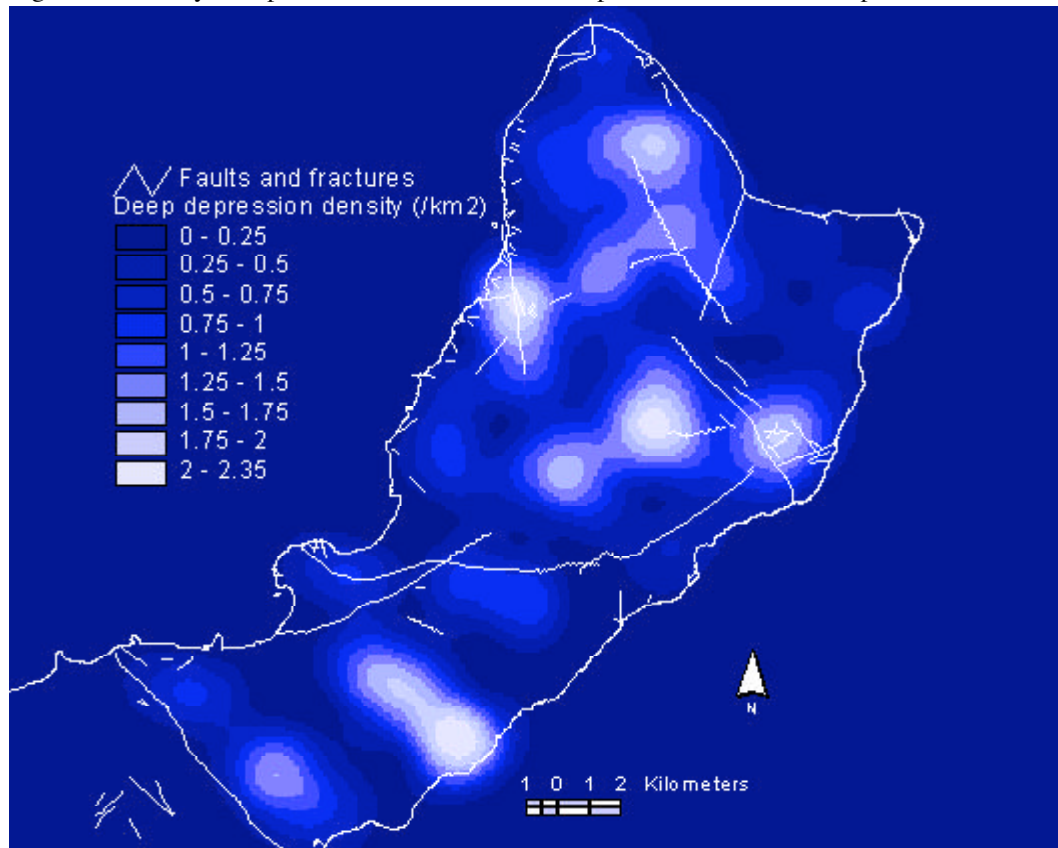 Faults and fractures
Deep depression density (/km2)
0 - 0.25
0.25 - 0.5
0.5 - 0.75
0.75 - 1
1 - 1.25
1.25 - 1.5
1.5 - 1.75
1.75 - 2
2 - 2.35
N
1 0 1 2 Kilometers